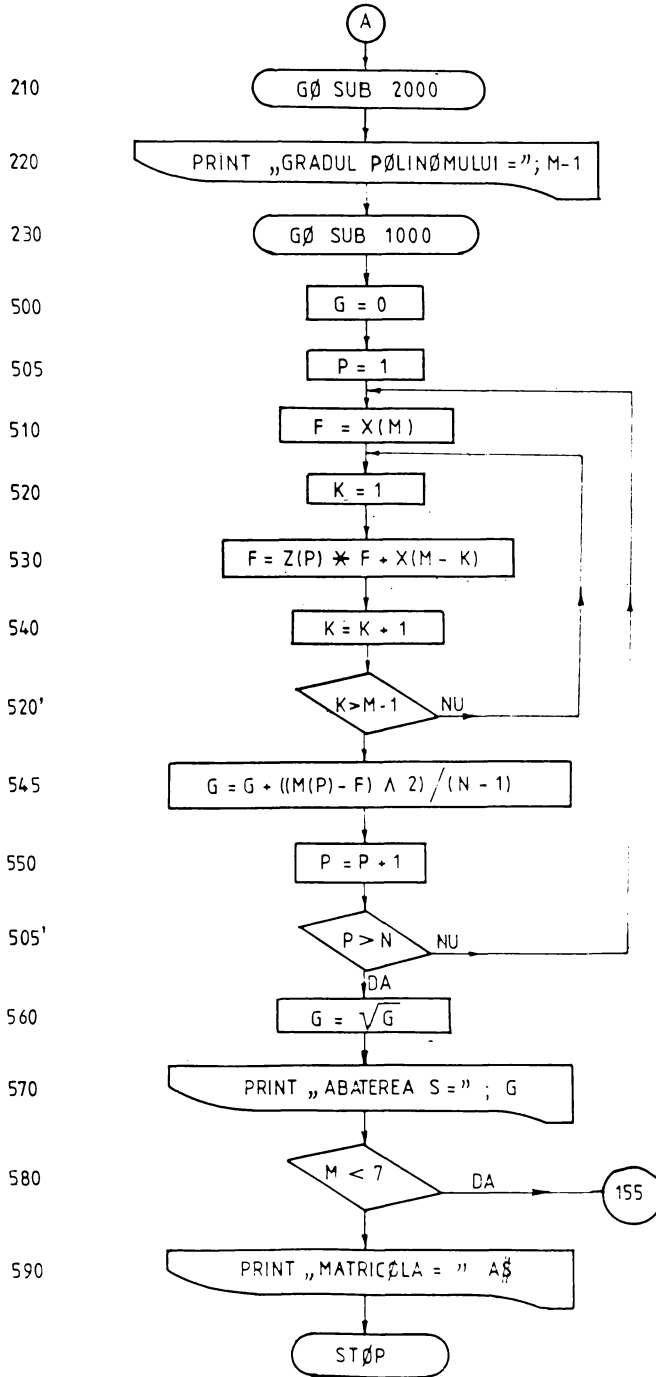 A
210 GØ SUB 2000
220 PRINT „GRADUL PØLINØMULUI =”; M-1
230 GØ SUB 1000
500 G = 0
505 P = 1
510 F = X(M)
520 K = 1
530 F = Z(P) * F + X(M - K)
540 K = K + 1
520' K>M-1 NU
545 G = G + ((M(P)-F) Λ 2)/(N - 1)
550 P = P + 1
505' P > N NU
DA
560 G = √G
570 PRINT „ABATEREA S=” ; G
580 M < 7 DA 155
590 PRINT „MATRICØLA = ” A$
STØP